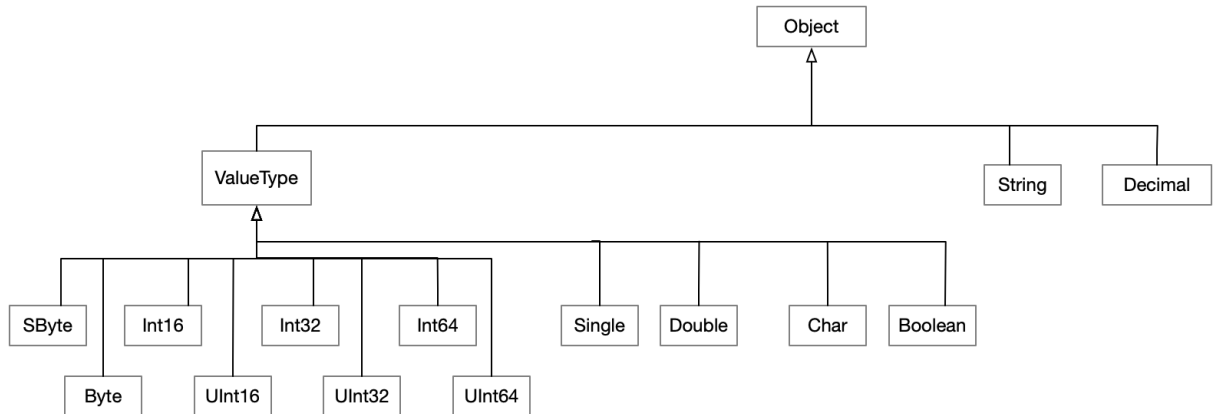 Object
ValueType
String
Decimal
SByte
Int16
Int32
Int64
Single
Double
Char
Boolean
Byte
UInt16
UInt32
UInt64